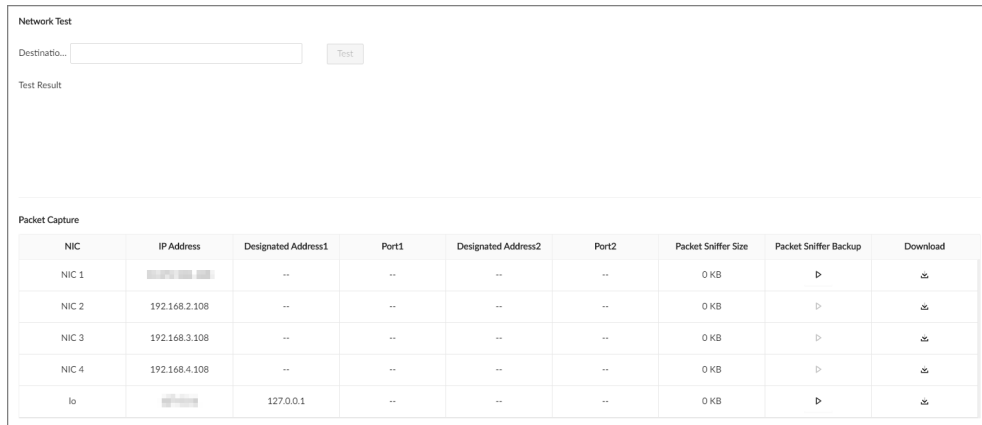 Network Test
Destinatio... Test
Test Result
Packet Capture
NIC IP Address Designated Address1 Port1 Designated Address2 Port2 Packet Sniffer Size Packet Sniffer Backup Download
NIC 1 -- -- -- -- 0 KB
NIC 2 192.168.2.108 -- -- -- -- 0 KB
NIC 3 192.168.3.108 -- -- -- -- 0 KB
NIC 4 192.168.4.108 -- -- -- -- 0 KB
lo 127.0.0.1 -- -- -- 0 KB